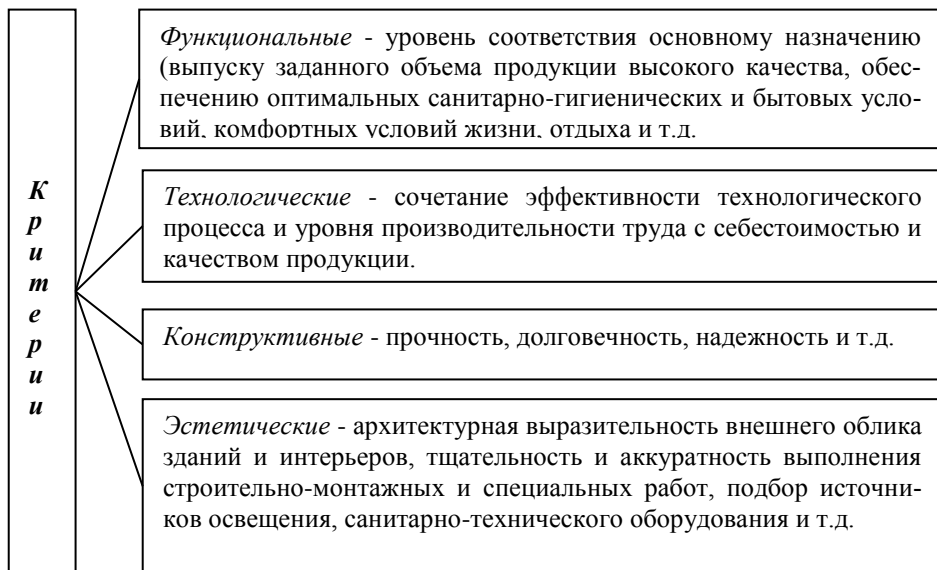 Критерии
Функциональные - уровень соответствия основному назначению
(выпуску заданного объема продукции высокого качества, обес-
печению оптимальных санитарно-гигиенических и бытовых усло-
вий, комфортных условий жизни, отдыха и т.д.
Технологические - сочетание эффективности технологического
процесса и уровня производительности труда с себестоимостью и
качеством продукции.
Конструктивные - прочность, долговечность, надежность и т.д.
Эстетические - архитектурная выразительность внешнего облика
зданий и интерьеров, тщательность и аккуратность выполнения
строительно-монтажных и специальных работ, подбор источни-
ков освещения, санитарно-технического оборудования и т.д.